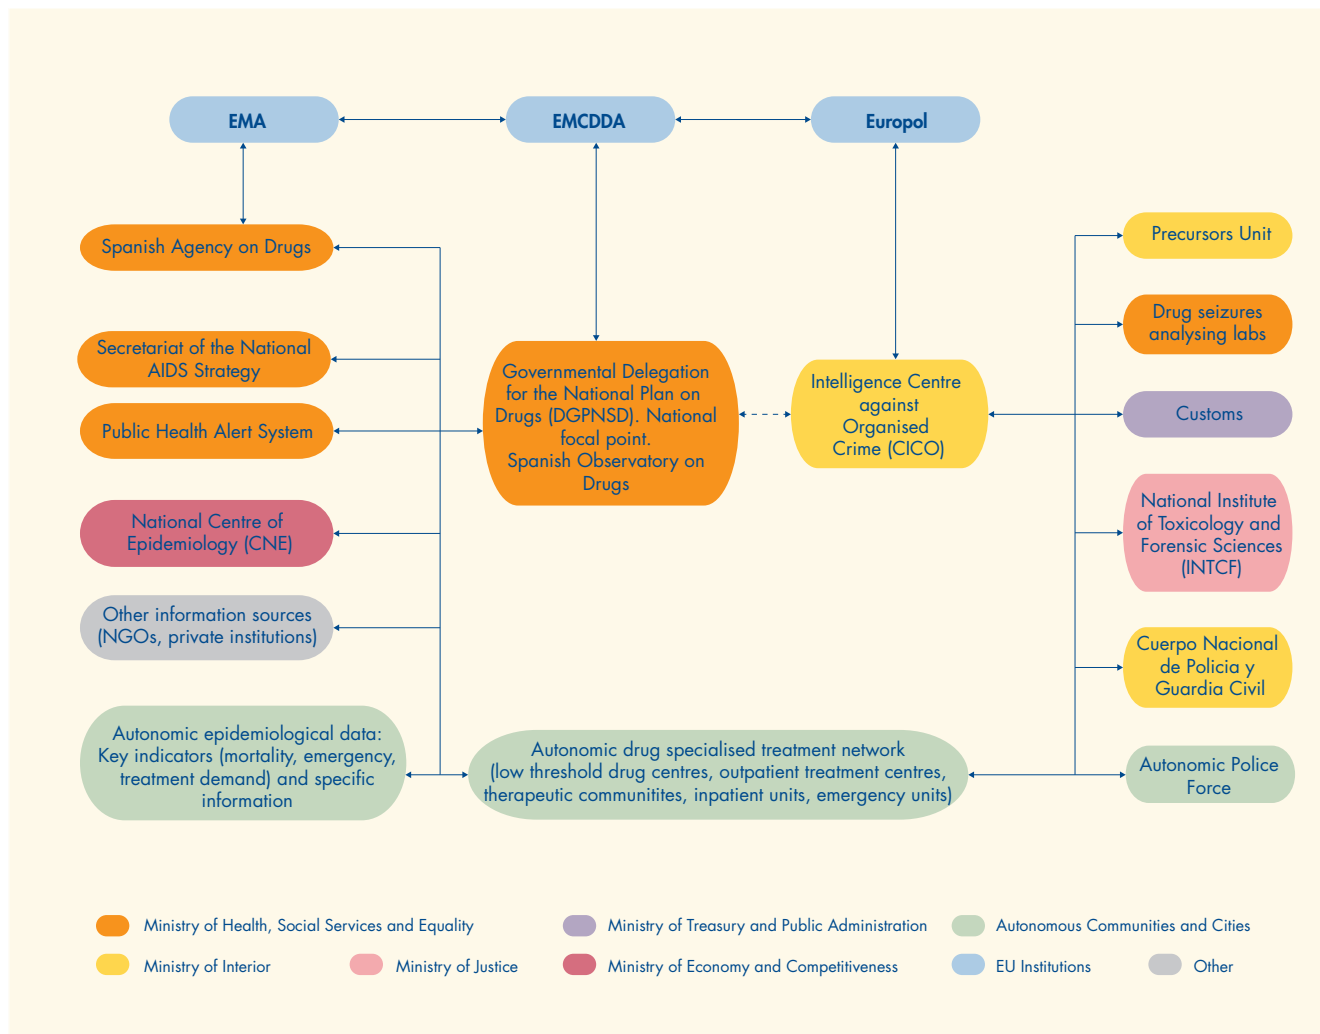 EMA
EMCDDA
Europol
Spanish Agency on Drugs
Secretariat of the National
AIDS Strategy
Public Health Alert System
National Centre of
Epidemiology (CNE)
Other information sources
(NGOs, private institutions)
Autonomic epidemiological data:
Key indicators (mortality, emergency,
treatment demand) and specific
information
Governmental Delegation
for the National Plan on
Drugs (DGPNSD). National
focal point.
Spanish Observatory on
Drugs
Intelligence Centre
against
Organised
Crime (CICO)
Autonomic drug specialised treatment network
(low threshold drug centres, outpatient treatment centres,
therapeutic communitites, inpatient units, emergency units)
Precursors Unit
Drug seizures
analysing labs
Customs
National Institute
of Toxicology and
Forensic Sciences
(INTCF)
Cuerpo Nacional
de Policia y
Guardia Civil
Autonomic Police
Force
Ministry of Health, Social Services and Equality
Ministry of Treasury and Public Administration
Autonomous Communities and Cities
Ministry of Interior
Ministry of Justice
Ministry of Economy and Competitiveness
EU Institutions
Other